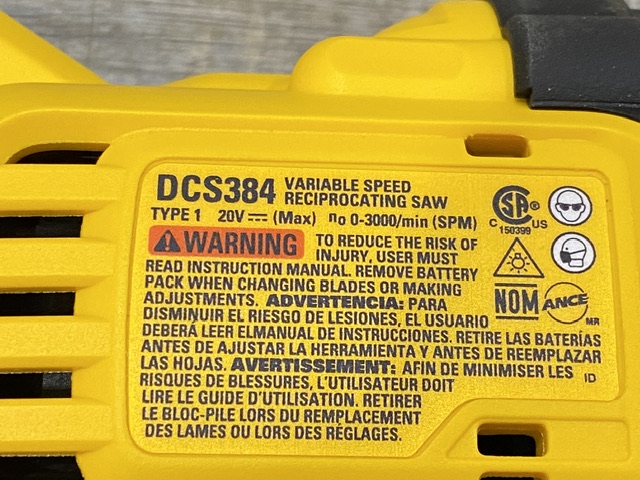 DCS384 VARIABLE SPEED RECIPROCATING SAW
TYPE 1 20V (Max) no 0-3000/min (SPM)
WARNING TO REDUCE THE RISK OF
INJURY, USER MUST
READ INSTRUCTION MANUAL. REMOVE BATTERY
PACK WHEN CHANGING BLADES OR MAKING
ADJUSTMENTS. ADVERTENCIA: PARA
DISMINUIR EL RIESGO DE LESIONES, EL USUARIO
DEBERÁ LEER ELMANUAL DE INSTRUCCIONES. RETIRE LAS BATERÍAS
ANTES DE AJUSTAR LA HERRAMIENTA Y ANTES DE REEMPLAZAR
LAS HOJAS. AVERTISSEMENT: AFIN DE MINIMISER LES
RISQUES DE BLESSURES, L'UTILISATEUR DOIT
LIRE LE GUIDE D'UTILISATION. RETIRER
LE BLOC-PILE LORS DU REMPLACEMENT
DES LAMES OU LORS DES RÉGLAGES.
C SA ® US
150399
NOM ANCE
MR
ID